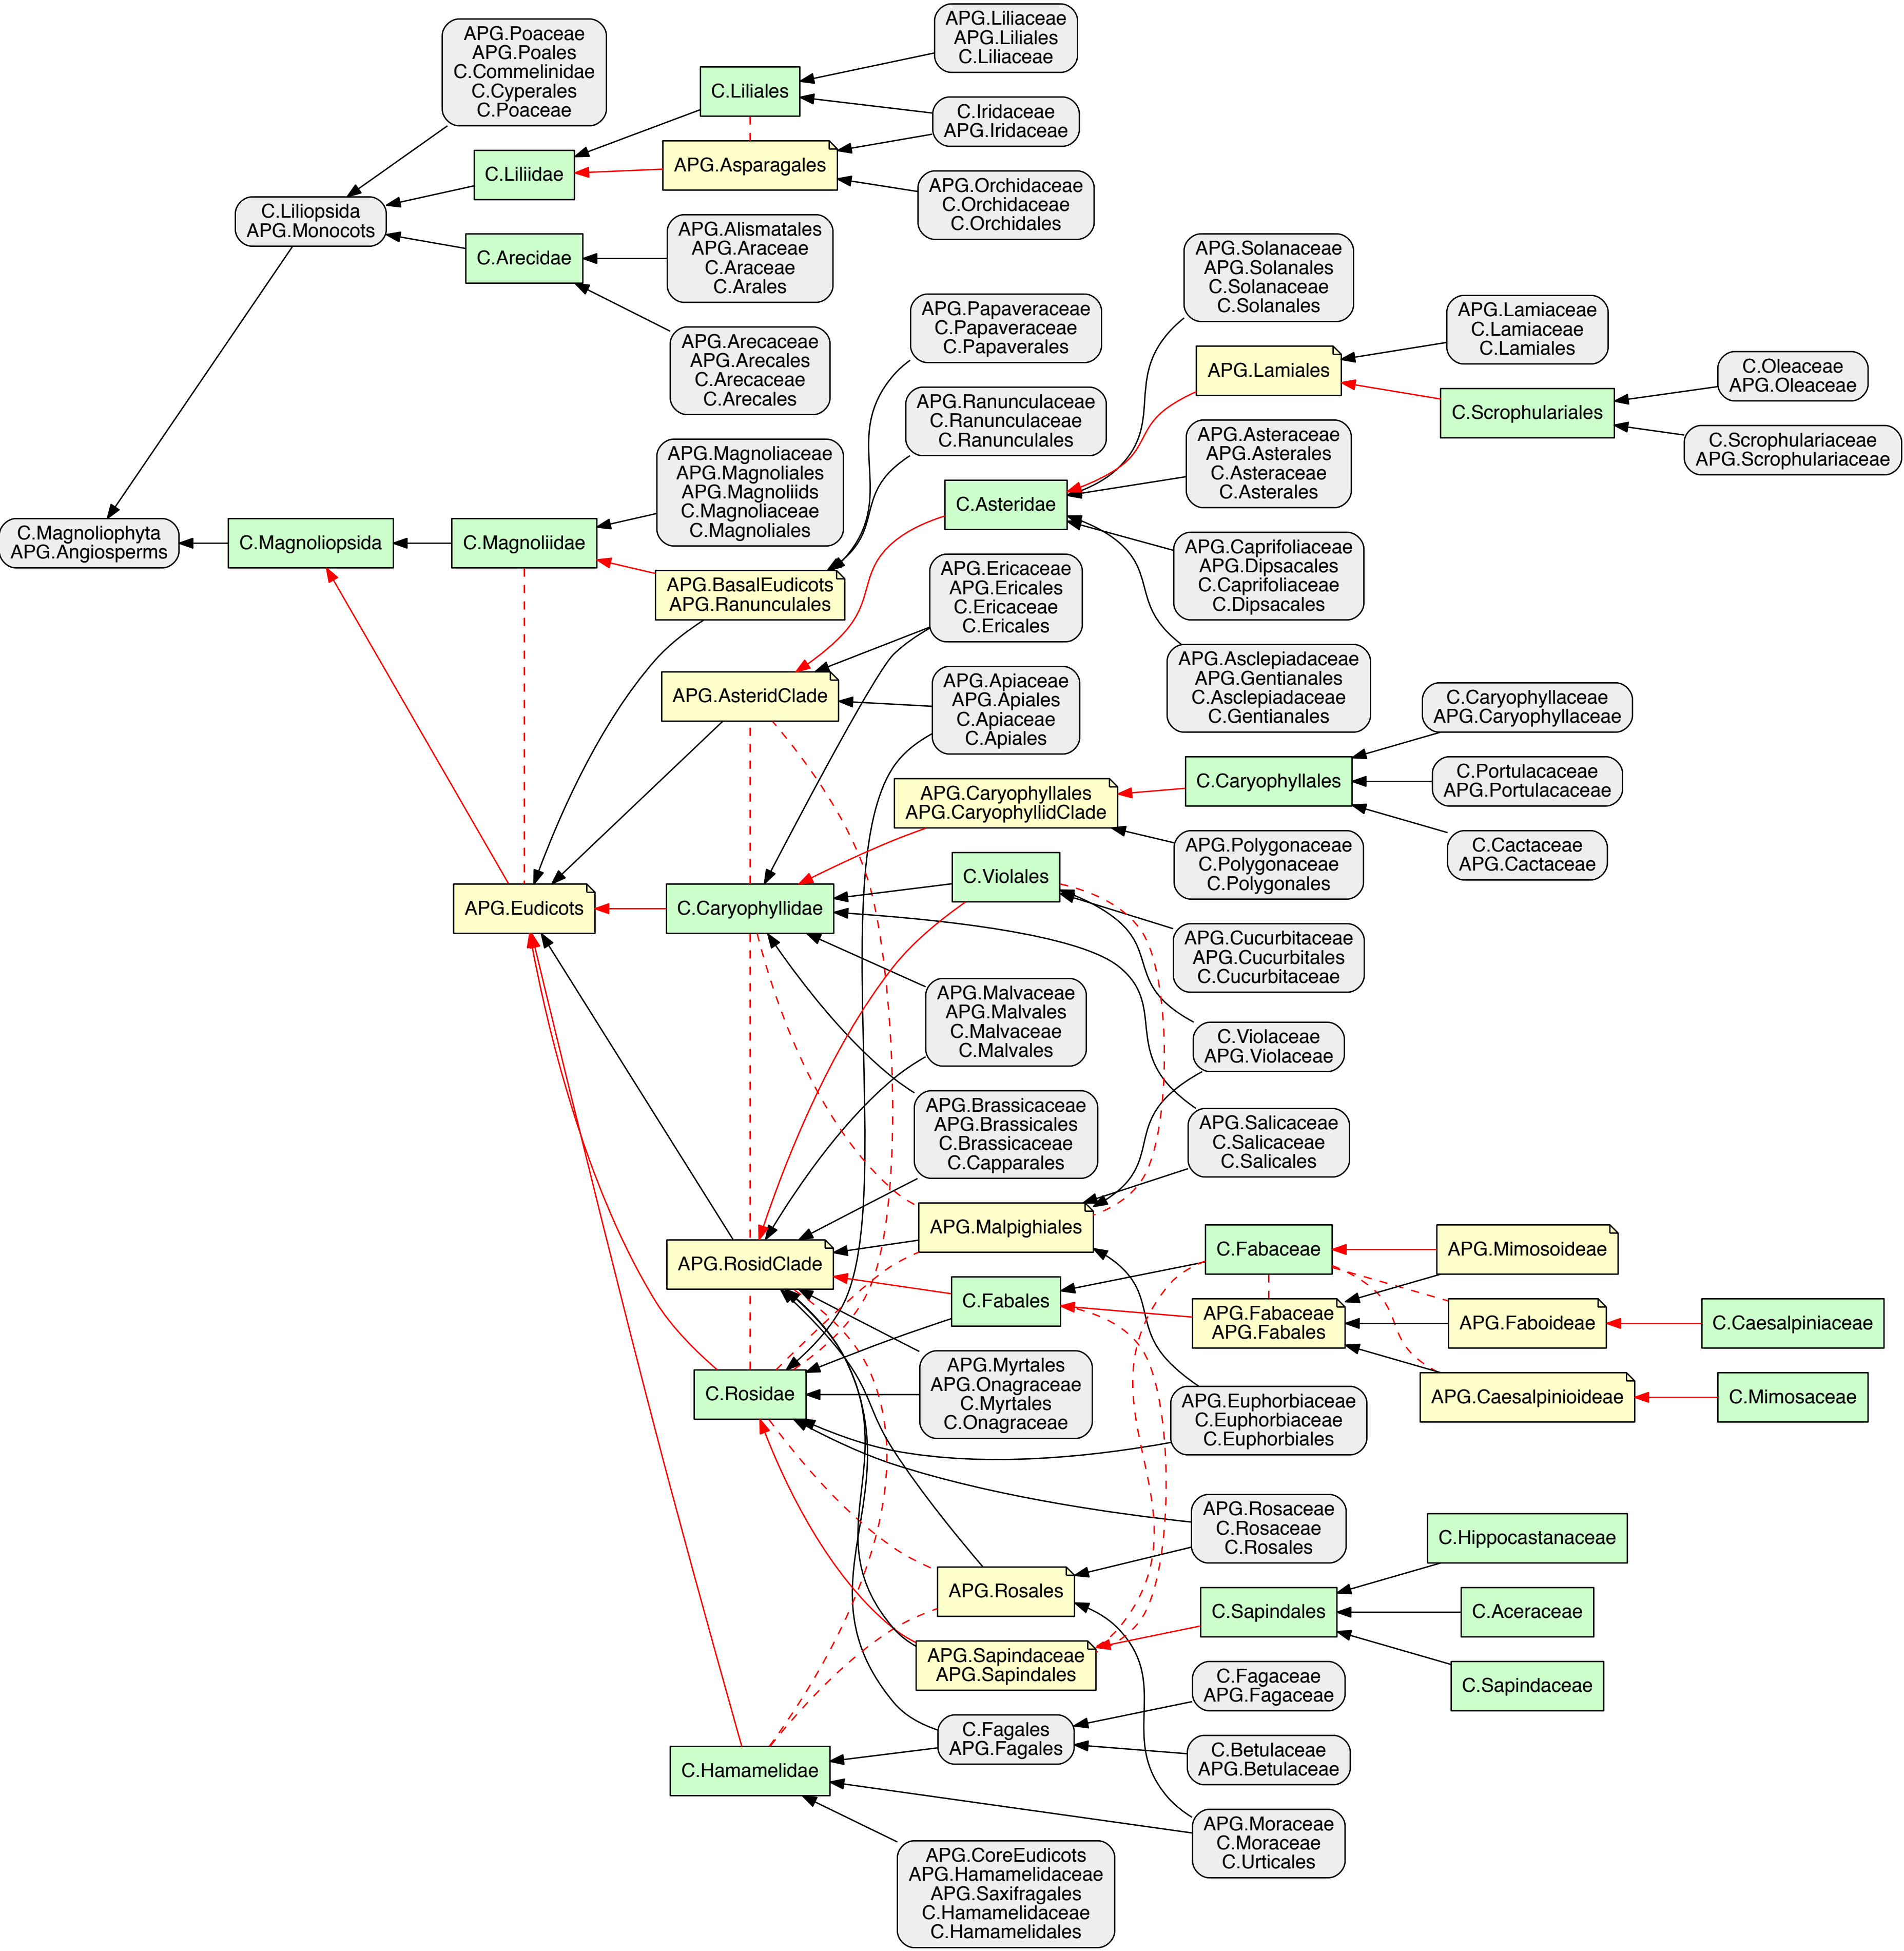 APG.Poaceae
APG.Poales
C.Commelinidae
C.Cyperales
C.Poaceae
C.Liliales
APG.Liliaceae
APG.Liliales
C.Liliaceae
C.Iridaceae
APG.Iridaceae
C.Liliidae
APG.Asparagales
APG.Orchidaceae
C.Orchidaceae
C.Orchidales
C.Liliopsida
APG.Monocots
C.Arecidae
APG.Alismatales
APG.Araceae
C.Araceae
C.Arales
APG.Arecaceae
APG.Arecales
C.Arecaceae
C.Arecales
APG.Papaveraceae
C.Papaveraceae
C.Papaverales
APG.Ranunculaceae
C.Ranunculaceae
C.Ranunculales
APG.Solanaceae
APG.Solanales
C.Solanaceae
C.Solanales
APG.Lamiales
APG.Lamiaceae
C.Lamiaceae
C.Lamiales
C.Scrophulariales
C.Oleaceae
APG.Oleaceae
C.Scrophulariaceae
APG.Scrophulariaceae
APG.Asteraceae
APG.Asterales
C.Asteraceae
C.Asterales
C.Asteridae
APG.Magnoliaceae
APG.Magnoliales
APG.Magnoliids
C.Magnoliaceae
C.Magnoliales
C.Magnoliophyta
APG.Angiosperms
C.Magnoliopsida
C.Magnoliidae
APG.BasalEudicots
APG.Ranunculales
APG.Caprifoliaceae
APG.Dipsacales
C.Caprifoliaceae
C.Dipsacales
APG.Ericaceae
APG.Ericales
C.Ericaceae
C.Ericales
APG.AsteridClade
APG.Apiaceae
APG.Apiales
C.Apiaceae
C.Apiales
APG.Asclepiadaceae
APG.Gentianales
C.Asclepiadaceae
C.Gentianales
C.Caryophyllaceae
APG.Caryophyllaceae
C.Caryophyllales
C.Portulacaceae
APG.Portulacaceae
APG.Caryophyllales
APG.CaryophyllidClade
C.Cactaceae
APG.Cactaceae
APG.Polygonaceae
C.Polygonaceae
C.Polygonales
C.Violales
APG.Eudicots
C.Caryophyllidae
APG.Cucurbitaceae
APG.Cucurbitales
C.Cucurbitaceae
APG.Malvaceae
APG.Malvales
C.Malvaceae
C.Malvales
C.Violaceae
APG.Violaceae
APG.Brassicaceae
APG.Brassicales
C.Brassicaceae
C.Capparales
APG.Salicaceae
C.Salicaceae
C.Salicales
APG.Malpighiales
APG.RosidClade
C.Fabaceae
APG.Mimosoideae
C.Fabales
APG.Fabaceae
APG.Fabales
APG.Faboideae
C.Caesalpiniaceae
C.Rosidae
APG.Myrtales
APG.Onagraceae
C.Myrtales
C.Onagraceae
APG.Caesalpinioideae
C.Mimosaceae
APG.Euphorbiaceae
C.Euphorbiaceae
C.Euphorbiales
APG.Rosaceae
C.Rosaceae
C.Rosales
C.Hippocastanaceae
APG.Rosales
C.Sapindales
C.Aceraceae
APG.Sapindaceae
APG.Sapindales
C.Sapindaceae
C.Fagaceae
APG.Fagaceae
C.Fagales
APG.Fagales
C.Betulaceae
APG.Betulaceae
C.Hamamelidae
APG.Moraceae
C.Moraceae
C.Urticales
APG.CoreEudicots
APG.Hamamelidaceae
APG.Saxifragales
C.Hamamelidaceae
C.Hamamelidales